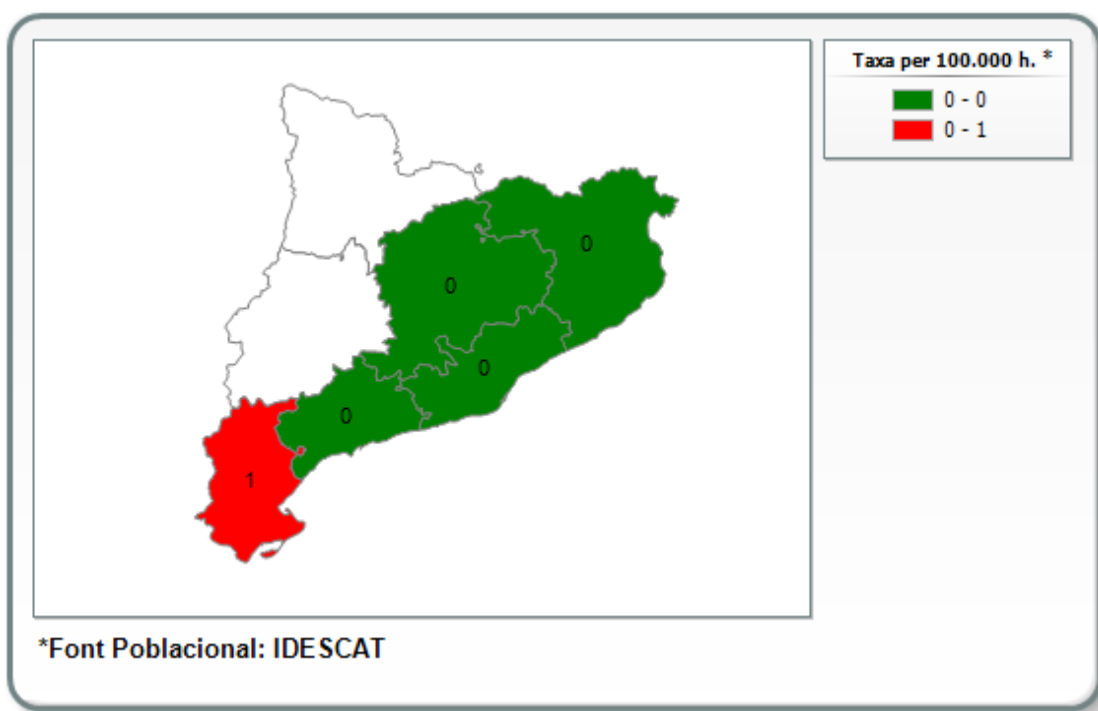 Taxa per 100.000 h. *
0 - 0
0 - 1
0
0
0
0
1
*Font Poblacional: IDESCAT